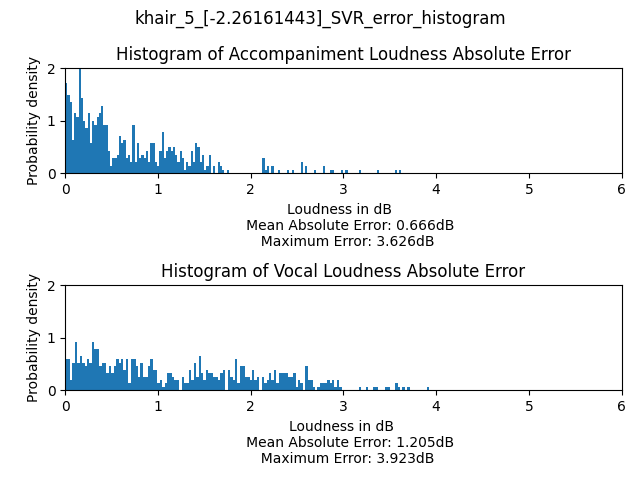 khair_5_[-2.26161443]_SVR_error_histogram
Histogram of Accompaniment Loudness Absolute Error
Probability density
2
1
0
0 1 2 3 4 5 6
Loudness in dB
Mean Absolute Error: 0.666dB
Maximum Error: 3.626dB
Histogram of Vocal Loudness Absolute Error
Probability density
2
1
0
0 1 2 3 4 5 6
Loudness in dB
Mean Absolute Error: 1.205dB
Maximum Error: 3.923dB